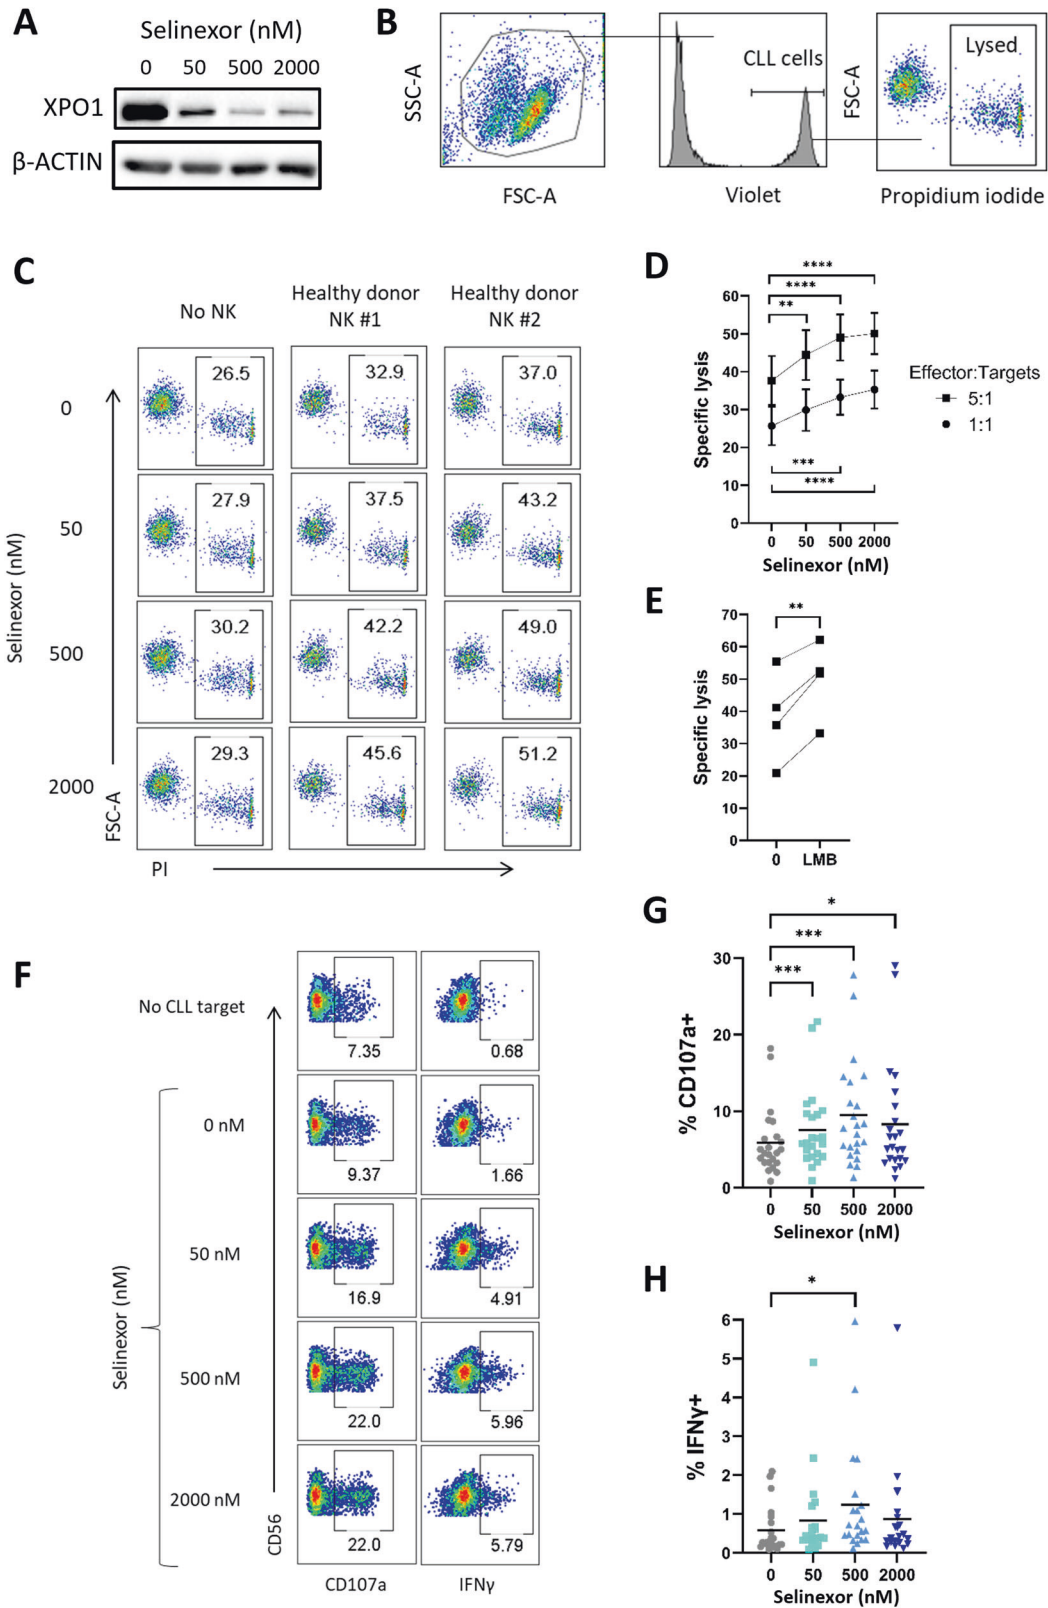 A
Selinexor (nM)
0 50 500 2000
XPO1
β-ACTIN
B
SSC-A
FSC-A
CLL cells
Violet
FSC-A
Lysed
Propidium iodide
C
No NK
Healthy donor
NK #1
Healthy donor
NK #2
Selinexor (nM)
0
26.5 32.9 37.0
50
27.9 37.5 43.2
500
30.2 42.2 49.0
2000
29.3 45.6 51.2
FSC-A
PI
D
****
****
**
Specific lysis
60
50
40
30
20
10
0
***
****
0 50 500 2000
Selinexor (nM)
Effector:Targets
5:1
1:1
E
**
Specific lysis
70
60
50
40
30
20
10
0
0 LMB
F
No CLL target
7.35 0.68
Selinexor (nM)
0 nM
9.37 1.66
50 nM
16.9 4.91
500 nM
22.0 5.96
2000 nM
22.0 5.79
CD56
CD107a IFNγ
G
*
***
***
% CD107a+
30
20
10
0
0 50 500 2000
Selinexor (nM)
H
*
% IFNγ+
6
5
4
3
2
1
0
0 50 500 2000
Selinexor (nM)